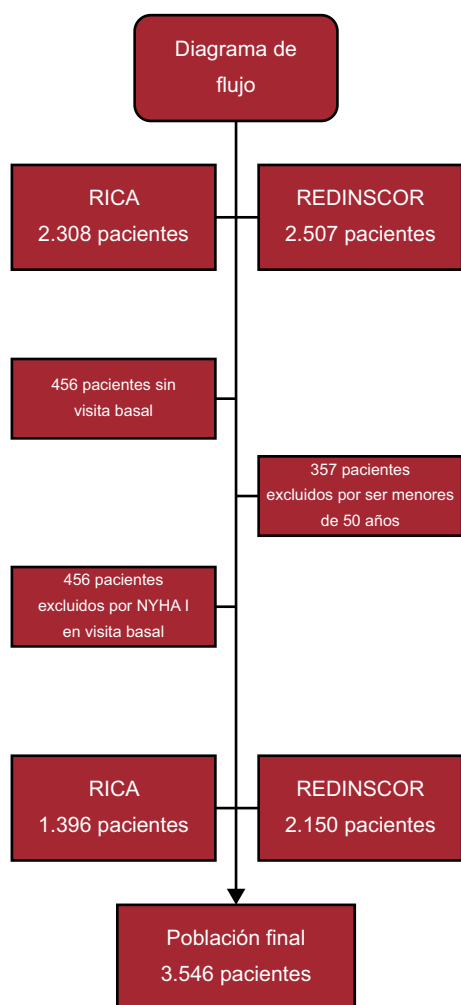 Diagrama de
flujo
RICA
2.308 pacientes
REDINSCOR
2.507 pacientes
456 pacientes sin
visita basal
357 pacientes
excluidos por ser menores
de 50 años
456 pacientes
excluidos por NYHA I
en visita basal
RICA
1.396 pacientes
REDINSCOR
2.150 pacientes
Población final
3.546 pacientes